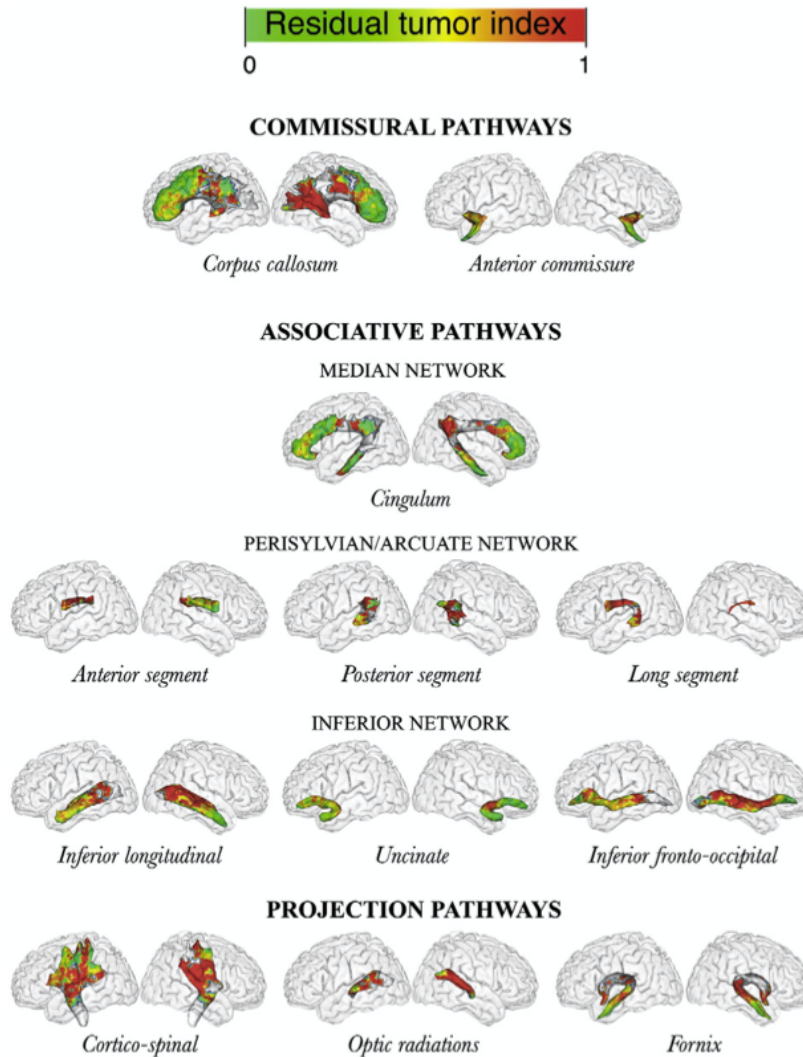 Residual tumor index
0 1
COMMISSURAL PATHWAYS
Corpus callosum Anterior commissure
ASSOCIATIVE PATHWAYS
MEDIAN NETWORK
Cingulum
PERISYLVIAN/ARCUATE NETWORK
Anterior segment Posterior segment Long segment
INFERIOR NETWORK
Inferior longitudinal Uncinate Inferior fronto-occipital
PROJECTION PATHWAYS
Cortico-spinal Optic radiations Fornix